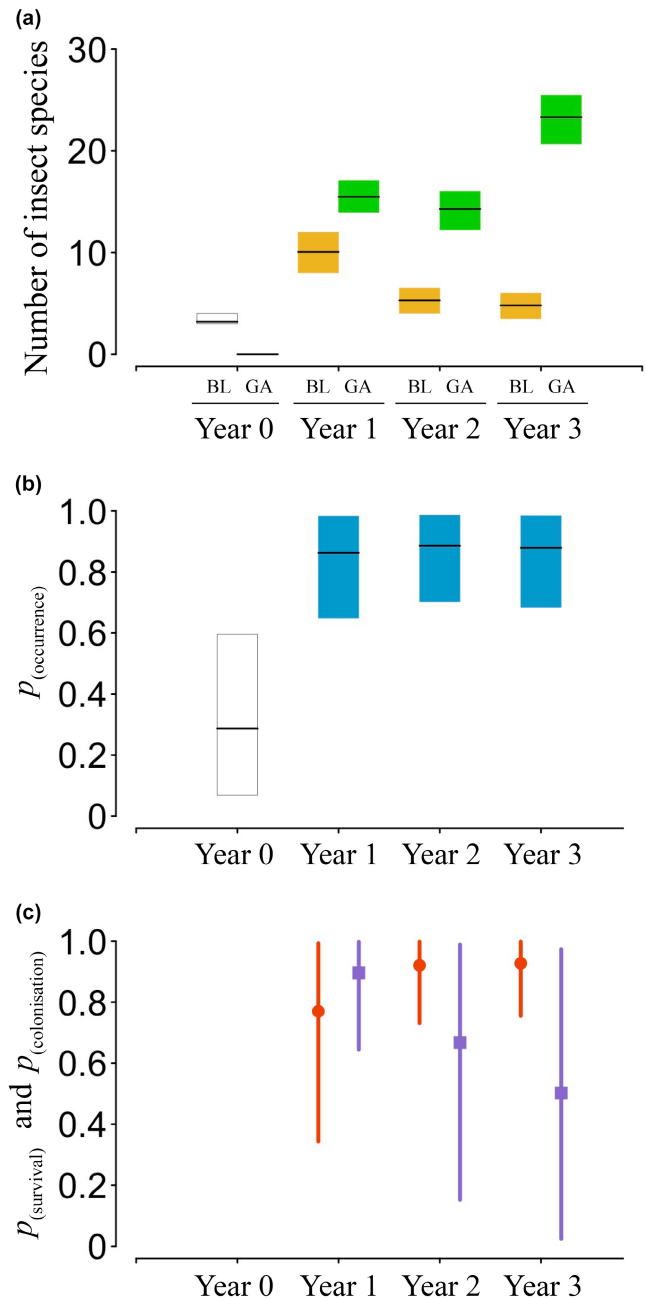 (a)
Number of insect species
30
20
10
0
BL GA BL GA BL GA BL GA
Year 0 Year 1 Year 2 Year 3
(b)
p(occurrence)
1.0
0.8
0.6
0.4
0.2
0
Year 0 Year 1 Year 2 Year 3
(c)
p(survival) and p(colonisation)
1.0
0.8
0.6
0.4
0.2
0
Year 0 Year 1 Year 2 Year 3